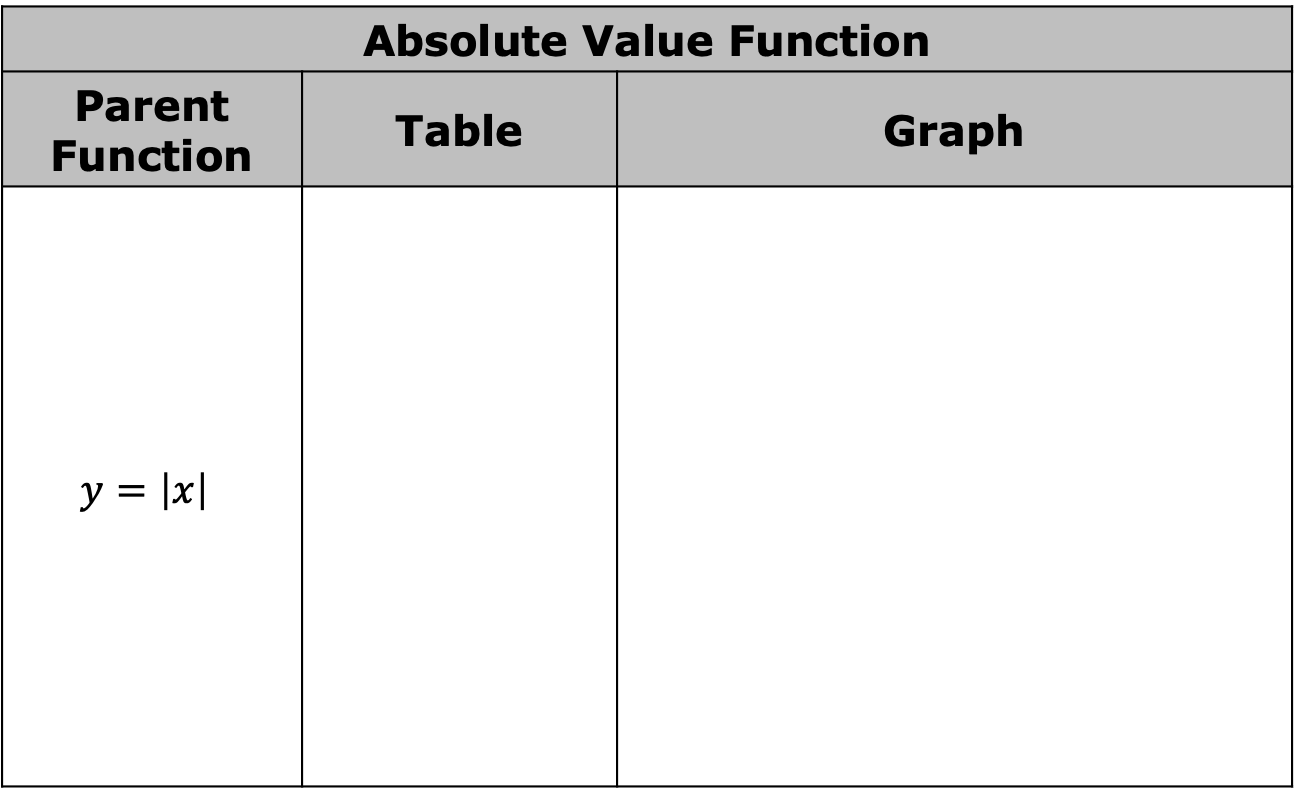 Absolute Value Function
Parent
Function
Table
Graph
y = |x|